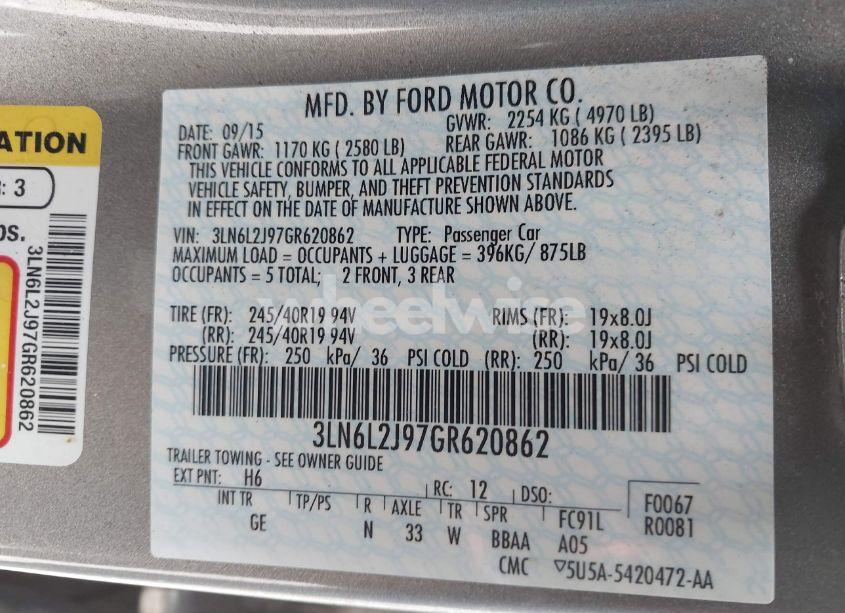 ATION
: 3
bs.
3LN6L2J97GR620862
MFD. BY FORD MOTOR CO.
DATE: 09/15 GVWR: 2254 KG ( 4970 LB)
FRONT GAWR: 1170 KG ( 2580 LB) REAR GAWR: 1086 KG ( 2395 LB)
THIS VEHICLE CONFORMS TO ALL APPLICABLE FEDERAL MOTOR
VEHICLE SAFETY, BUMPER, AND THEFT PREVENTION STANDARDS
IN EFFECT ON THE DATE OF MANUFACTURE SHOWN ABOVE.
VIN: 3LN6L2J97GR620862 TYPE: Passenger Car
MAXIMUM LOAD = OCCUPANTS + LUGGAGE = 396KG/ 875LB
OCCUPANTS = 5 TOTAL; 2 FRONT, 3 REAR
wheelwise
TIRE (FR): 245/40R19 94V RIMS (FR): 19x8.0J
(RR): 245/40R19 94V (RR): 19x8.0J
PRESSURE (FR): 250 kPa/ 36 PSI COLD (RR): 250 kPa/ 36 PSI COLD
3LN6L2J97GR620862
TRAILER TOWING - SEE OWNER GUIDE
EXT PNT: H6 RC: 12 DSO: F0067
R0081
INT TR TP/PS R AXLE TR SPR FC91L
GE N 33 W BBAA A05
CMC ▽5U5A-5420472-AA